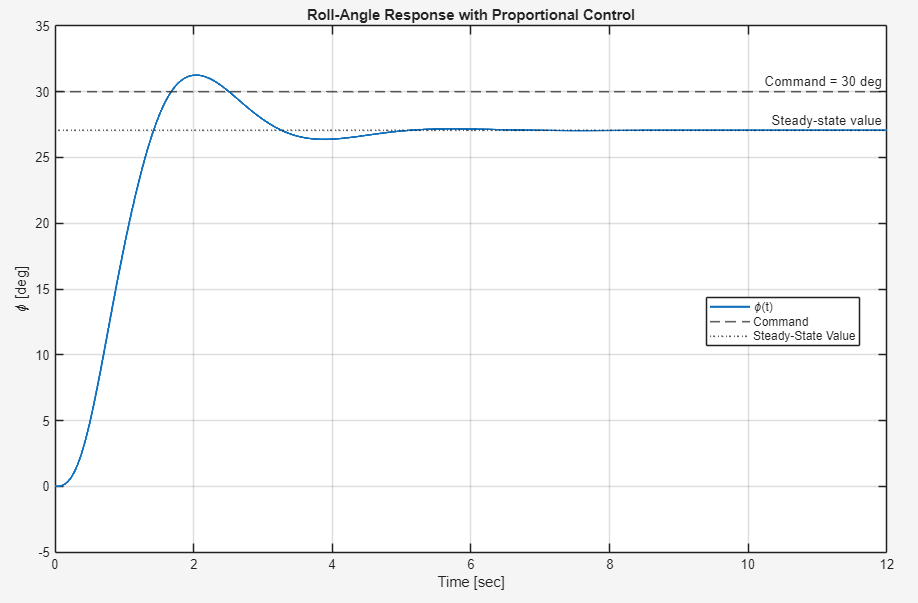 Roll-Angle Response with Proportional Control
35
30
25
20
15
10
5
0
-5
ϕ [deg]
Command = 30 deg
Steady-state value
ϕ(t)
Command
Steady-State Value
0 2 4 6 8 10 12
Time [sec]